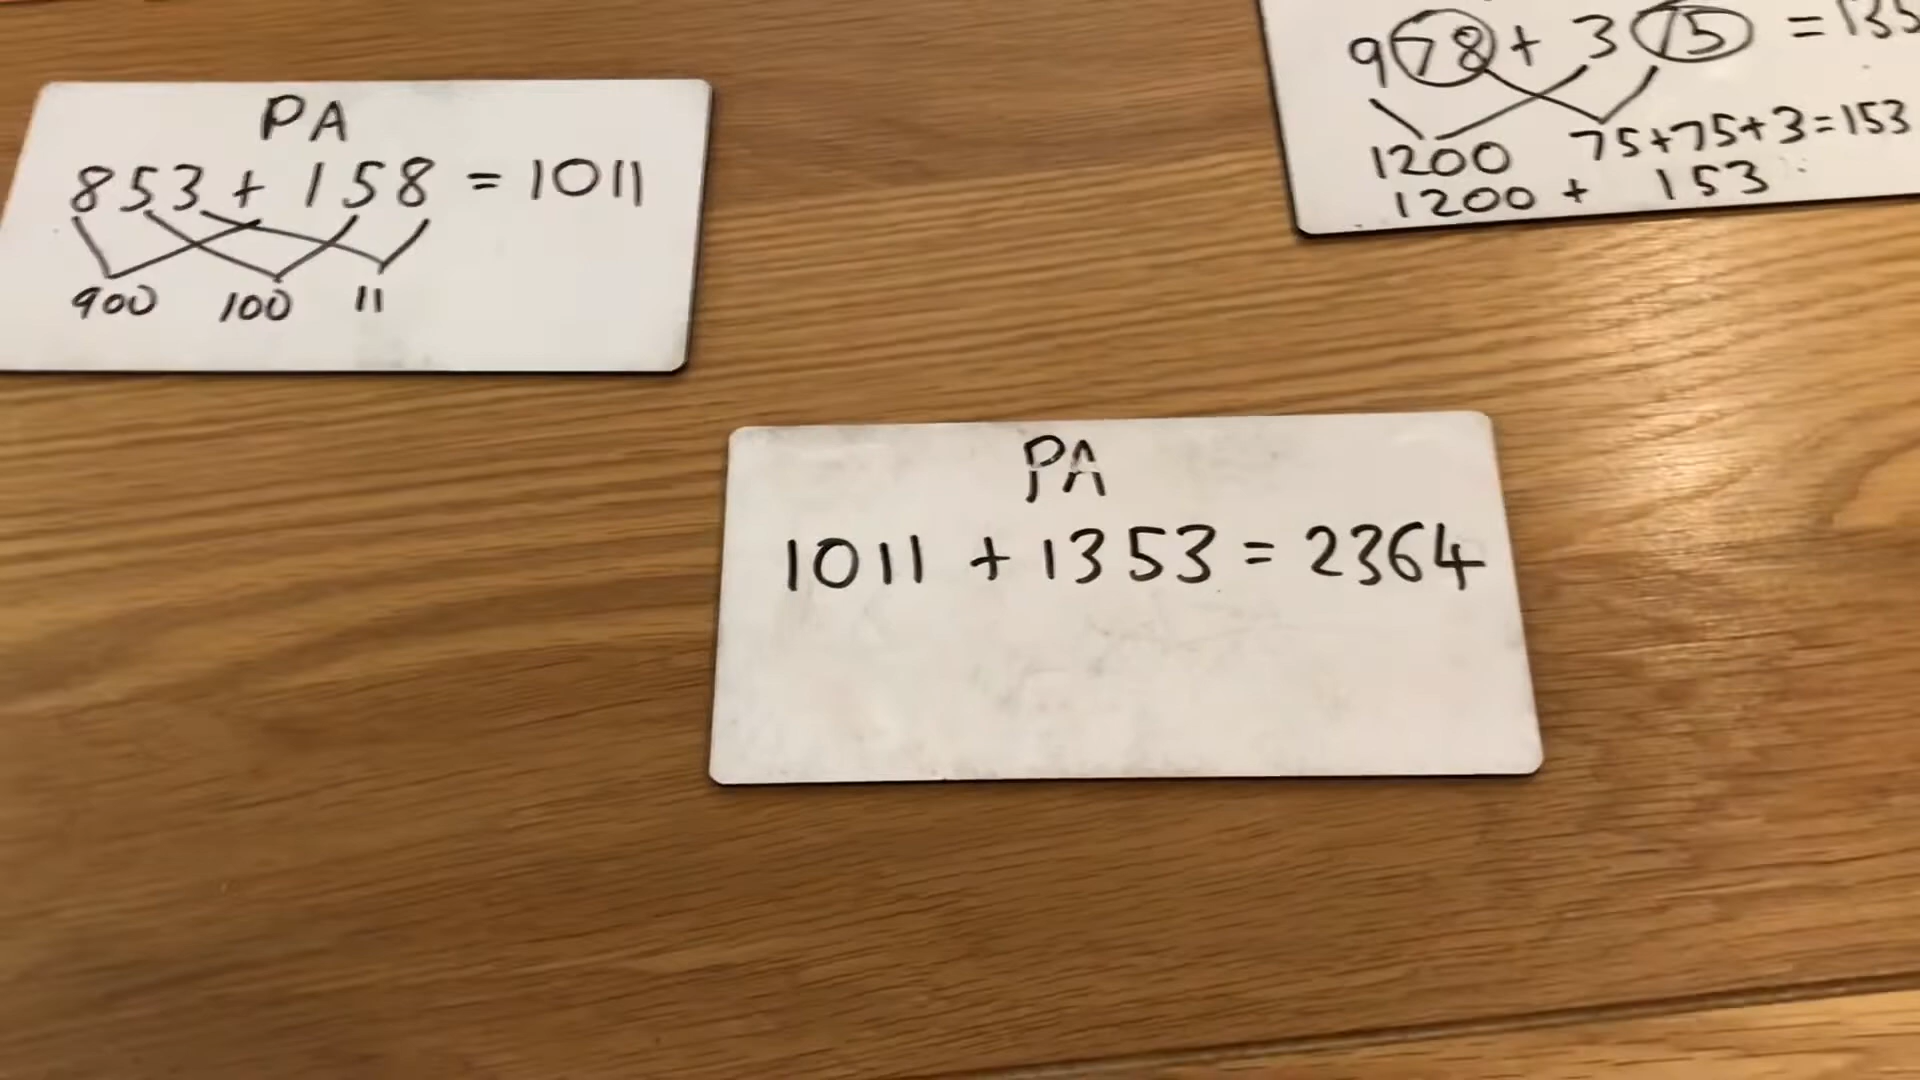 PA
853 + 158 = 1011
900 100 11
978 + 375 = 135
1200 75+75+3=153
1200 + 153
PA
1011 + 1353 = 2364